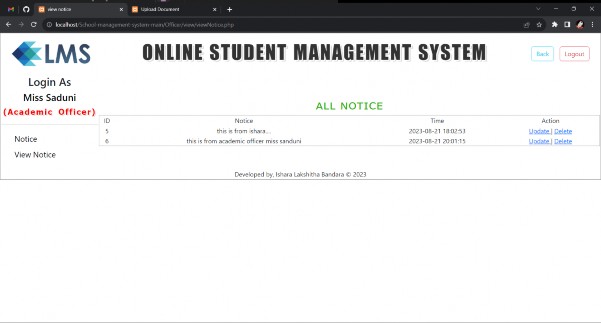 view notice
Upload Document
localhost/School-management-system-main/Officer/view/viewNotice.php
LMS
ONLINE STUDENT MANAGEMENT SYSTEM
Back
Logout
Login As
Miss Saduni
(Academic Officer)
Notice
View Notice
ALL NOTICE
ID Notice Time Action
5 this is from ishara.... 2023-08-21 18:02:53 Update | Delete
6 this is from academic officer miss sanduni 2023-08-21 20:01:15 Update | Delete
Developed by, Ishara Lakshitha Bandara © 2023